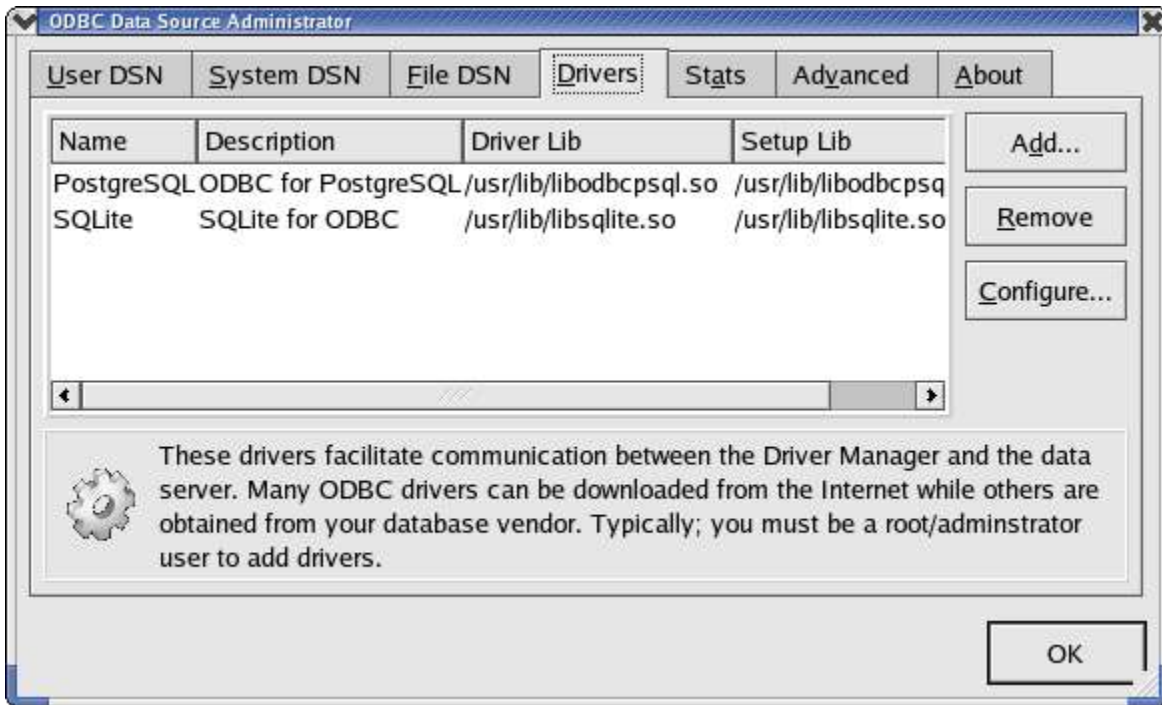 ODBC Data Source Administrator
User DSN System DSN File DSN Drivers Stats Advanced About
Name Description Driver Lib Setup Lib
PostgreSQL ODBC for PostgreSQL /usr/lib/libodbcpsql.so /usr/lib/libodbcpsq
SQLite SQLite for ODBC /usr/lib/libsqlite.so /usr/lib/libsqlite.so
Add...
Remove
Configure...
These drivers facilitate communication between the Driver Manager and the data
server. Many ODBC drivers can be downloaded from the Internet while others are
obtained from your database vendor. Typically; you must be a root/adminstrator
user to add drivers.
OK